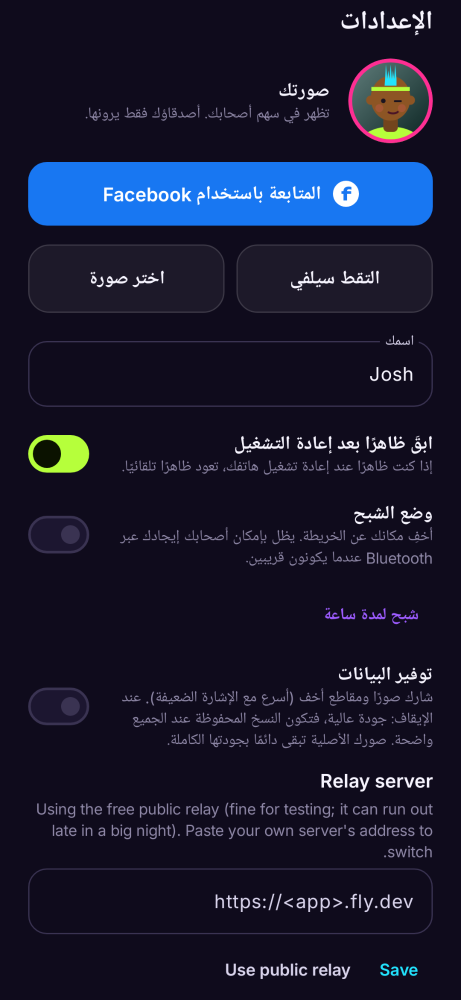 الإعدادات
صورتك
تظهر في سهم أصحابك. أصدقاؤك فقط يرونها.
المتابعة باستخدام Facebook
التقط سيلفي
اختر صورة
اسمك
Josh
ابقَ ظاهرًا بعد إعادة التشغيل
إذا كنت ظاهرًا عند إعادة تشغيل هاتفك، تعود ظاهرًا تلقائيًا.
وضع الشبح
أخفِ مكانك عن الخريطة. يظل بإمكان أصحابك إيجادك عبر
Bluetooth عندما يكونون قريبين.
شبح لمدة ساعة
توفير البيانات
شارك صورًا ومقاطع أخف (أسرع مع الإشارة الضعيفة). عند
الإيقاف: جودة عالية، فتكون النسخ المحفوظة عند الجميع
واضحة. صورك الأصلية تبقى دائمًا بجودتها الكاملة.
Relay server
Using the free public relay (fine for testing; it can run out
late in a big night). Paste your own server's address to
switch.
https://<app>.fly.dev
Save
Use public relay